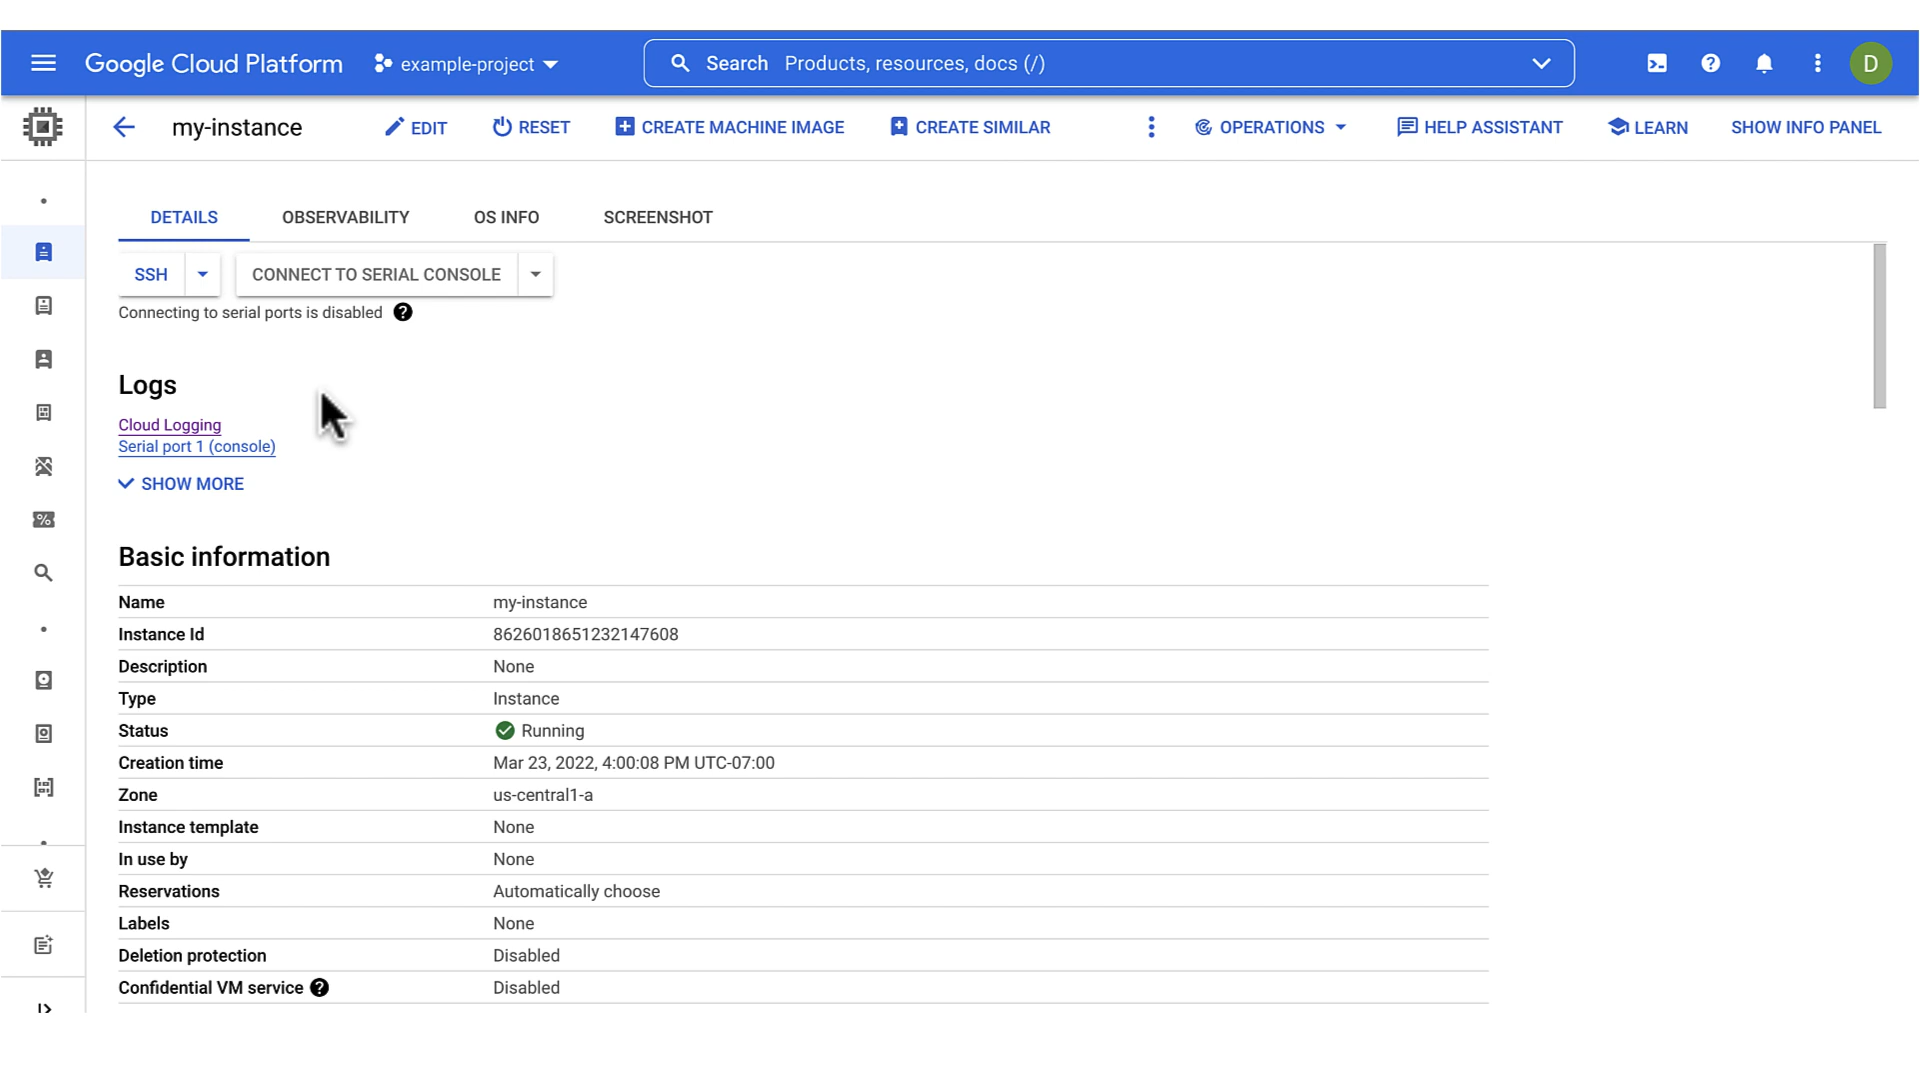 Google Cloud Platform example-project Search Products, resources, docs (/) D
my-instance EDIT RESET CREATE MACHINE IMAGE CREATE SIMILAR OPERATIONS HELP ASSISTANT LEARN SHOW INFO PANEL
DETAILS OBSERVABILITY OS INFO SCREENSHOT
SSH CONNECT TO SERIAL CONSOLE
Connecting to serial ports is disabled
Logs
Cloud Logging
Serial port 1 (console)
SHOW MORE
Basic information
Name my-instance
Instance Id 8626018651232147608
Description None
Type Instance
Status Running
Creation time Mar 23, 2022, 4:00:08 PM UTC-07:00
Zone us-central1-a
Instance template None
In use by None
Reservations Automatically choose
Labels None
Deletion protection Disabled
Confidential VM service Disabled